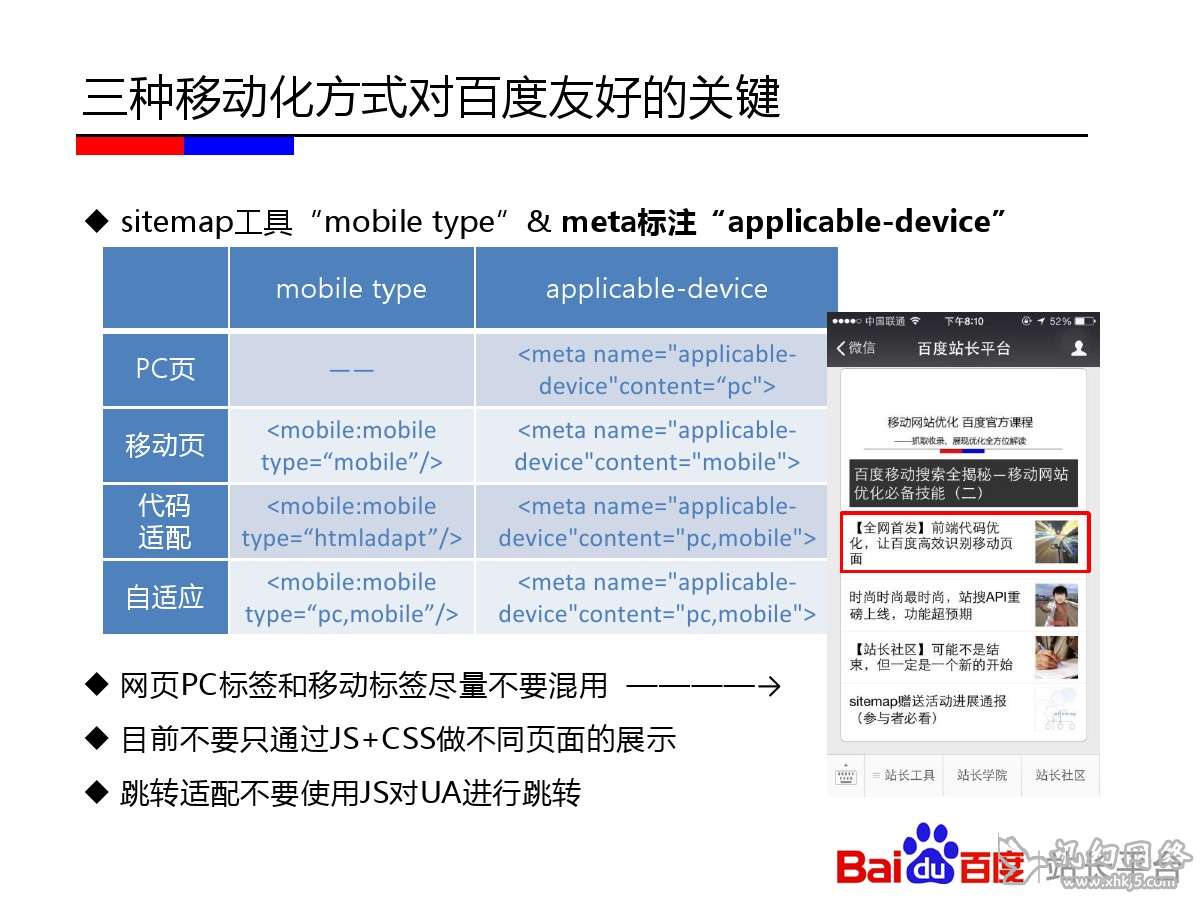 三种移动化方式对百度友好的关键
◆ sitemap工具“mobile type”& meta标注“applicable-device”
mobile type
applicable-device
PC页
——
<meta name="applicable-
device"content=“pc">
移动页
<mobile:mobile
type=“mobile”/>
<meta name="applicable-
device"content="mobile">
代码
适配
<mobile:mobile
type=“htmladapt”/>
<meta name="applicable-
device"content="pc,mobile">
自适应
<mobile:mobile
type=“pc,mobile”/>
<meta name="applicable-
device"content="pc,mobile">
◆ 网页PC标签和移动标签尽量不要混用 ————→
◆ 目前不要只通过JS+CSS做不同页面的展示
◆ 跳转适配不要使用JS对UA进行跳转
中国联通
下午8:10
52%
微信
百度站长平台
移动网站优化 百度官方课程
——抓取收录、展现优化全方位解读
百度移动搜索全揭秘—移动网站
优化必备技能（二）
【全网首发】前端代码优
化，让百度高效识别移动页
面
时尚时尚最时尚，站搜API重
磅上线，功能超预期
【站长社区】可能不是结
束，但一定是一个新的开始
sitemap赠送活动进展通报
（参与者必看）
≡ 站长工具
站长学院
站长社区
Bai du 百度
站长平台
www.xhkj5.com